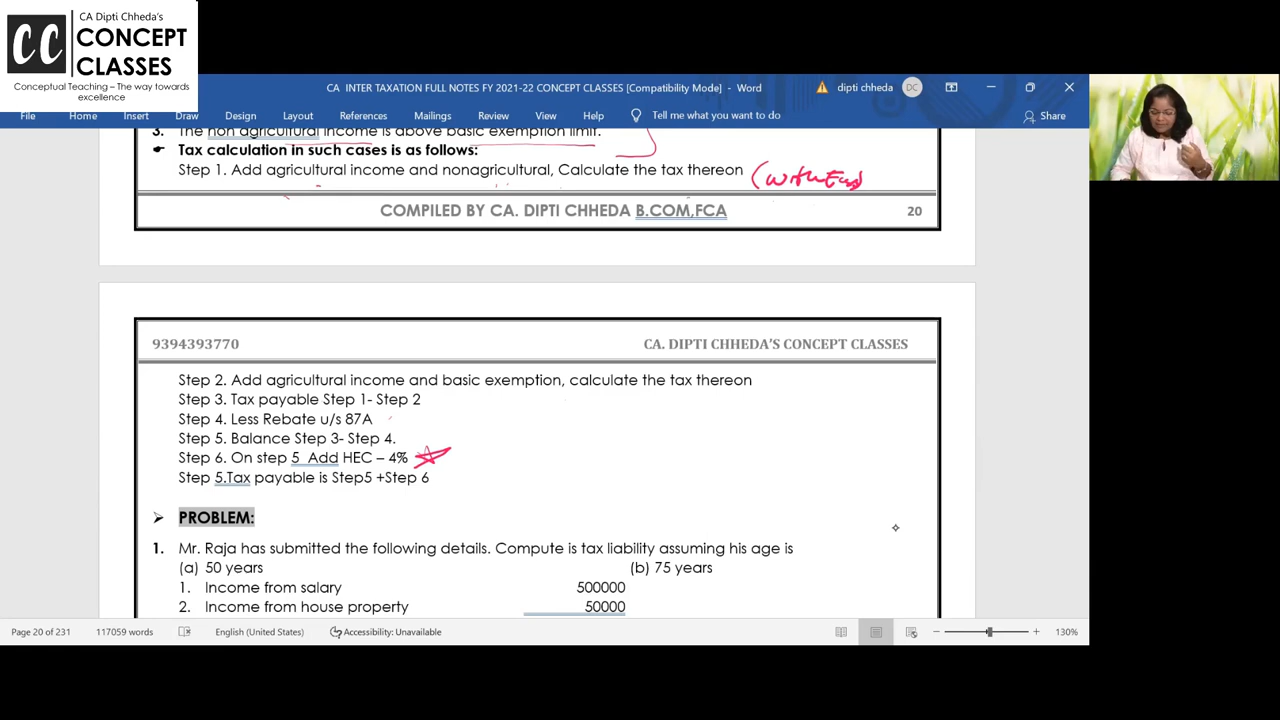 CA Dipti Chheda's
CC CONCEPT
CLASSES
Conceptual Teaching – The way towards
excellence
CA INTER TAXATION FULL NOTES FY 2021-22 CONCEPT CLASSES [Compatibility Mode] - Word
dipti chheda DC
File Home Insert Draw Design Layout References Mailings Review View Help Tell me what you want to do Share
3. The non agricultural income is above basic exemption limit.
Tax calculation in such cases is as follows:
Step 1. Add agricultural income and nonagricultural, Calculate the tax thereon
COMPILED BY CA. DIPTI CHHEDA B.COM,FCA 20
9394393770 CA. DIPTI CHHEDA'S CONCEPT CLASSES
Step 2. Add agricultural income and basic exemption, calculate the tax thereon
Step 3. Tax payable Step 1- Step 2
Step 4. Less Rebate u/s 87A
Step 5. Balance Step 3- Step 4.
Step 6. On step 5 Add HEC – 4%
Step 5.Tax payable is Step5 +Step 6
PROBLEM:
1. Mr. Raja has submitted the following details. Compute is tax liability assuming his age is
(a) 50 years (b) 75 years
1. Income from salary 500000
2. Income from house property 50000
Page 20 of 231 117059 words English (United States) Accessibility: Unavailable 130%